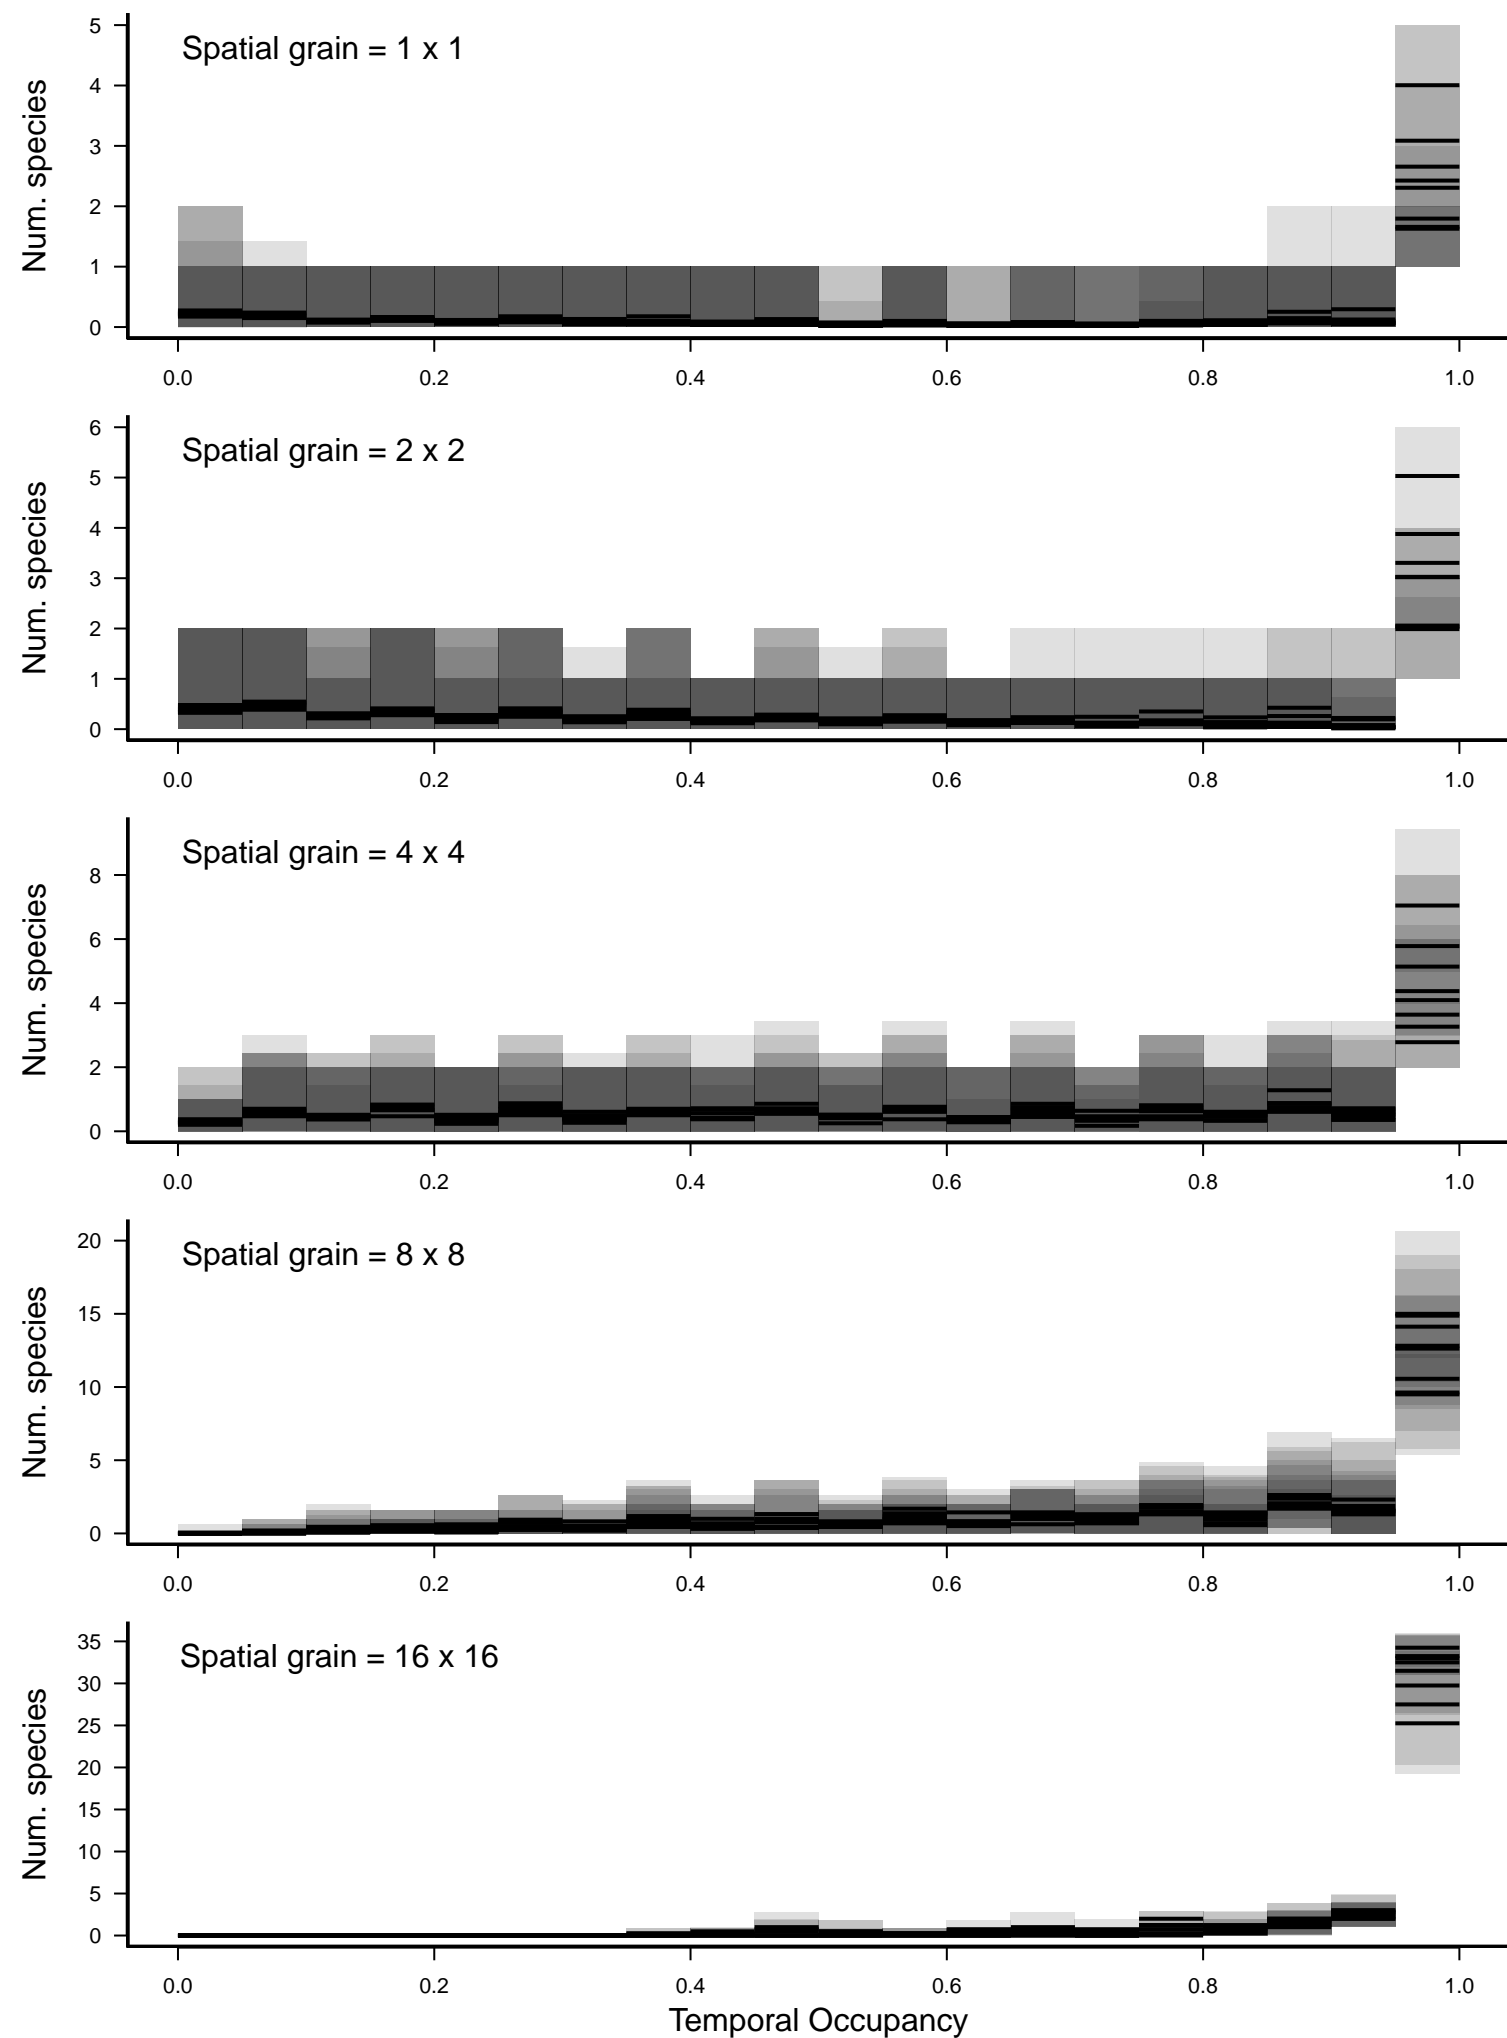 Spatial grain = 1 x 1
Num. species
5
4
3
2
1
0
0.0 0.2 0.4 0.6 0.8 1.0
Spatial grain = 2 x 2
Num. species
6
5
4
3
2
1
0
0.0 0.2 0.4 0.6 0.8 1.0
Spatial grain = 4 x 4
Num. species
8
6
4
2
0
0.0 0.2 0.4 0.6 0.8 1.0
Spatial grain = 8 x 8
Num. species
20
15
10
5
0
0.0 0.2 0.4 0.6 0.8 1.0
Spatial grain = 16 x 16
Num. species
35
30
25
20
15
10
5
0
0.0 0.2 0.4 0.6 0.8 1.0
Temporal Occupancy